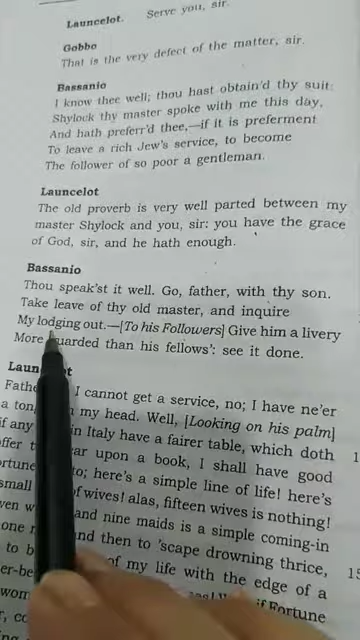 Launcelot. Serve you, sir.
Gobbo
That is the very defect of the matter, sir.
Bassanio
I know thee well; thou hast obtain'd thy suit:
Shylock thy master spoke with me this day,
And hath preferr'd thee,—if it is preferment
To leave a rich Jew's service, to become
The follower of so poor a gentleman.
Launcelot
The old proverb is very well parted between my
master Shylock and you, sir: you have the grace
of God, sir, and he hath enough.
Bassanio
Thou speak'st it well. Go, father, with thy son.
Take leave of thy old master, and inquire
My lodging out.—[To his Followers] Give him a livery
More guarded than his fellows': see it done.
Laun
Fathe I cannot get a service, no; I have ne'er
a ton my head. Well, [Looking on his palm]
if any in Italy have a fairer table, which doth
offer upon a book, I shall have good
to; here's a simple line of life! here's
small of wives! alas, fifteen wives is nothing!
and nine maids is a simple coming-in
one and then to 'scape drowning thrice,
to b of my life with the edge of a
if Fortune